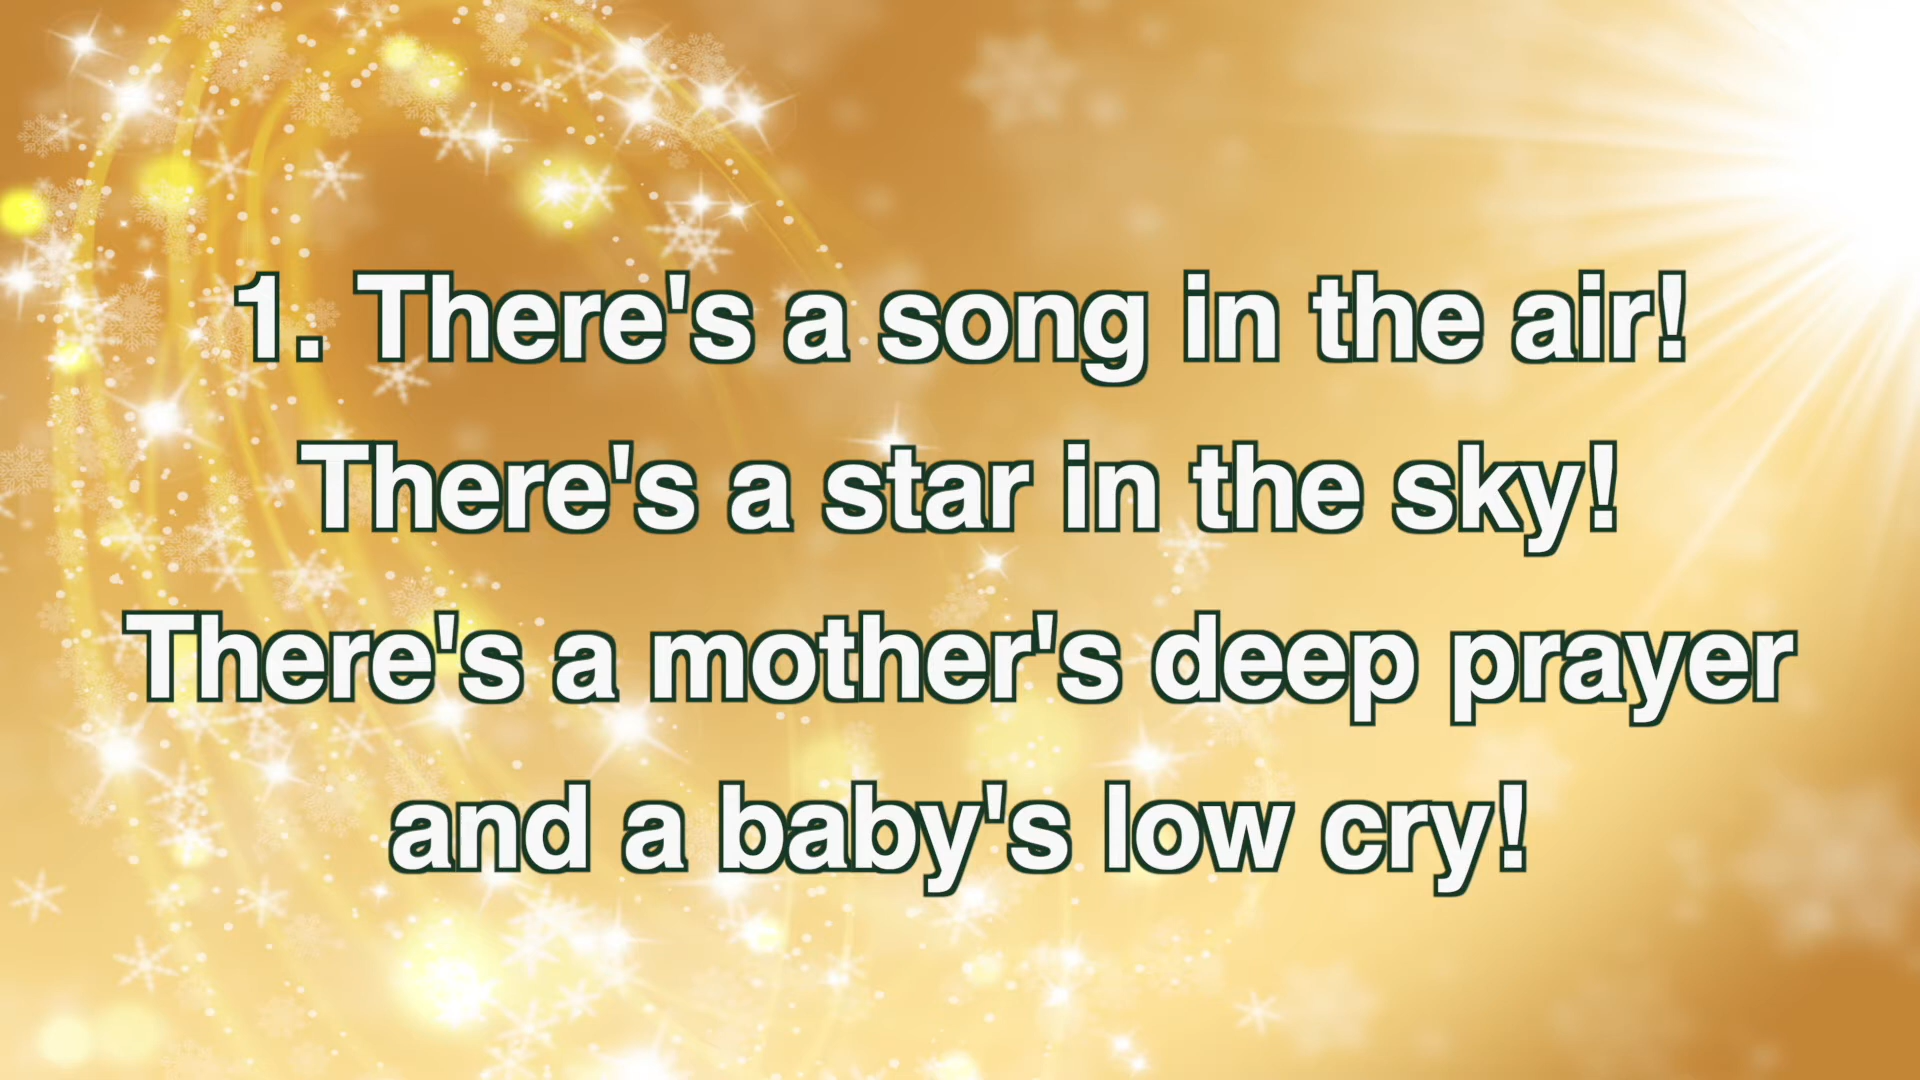 1. There's a song in the air!
There's a star in the sky!
There's a mother's deep prayer
and a baby's low cry!